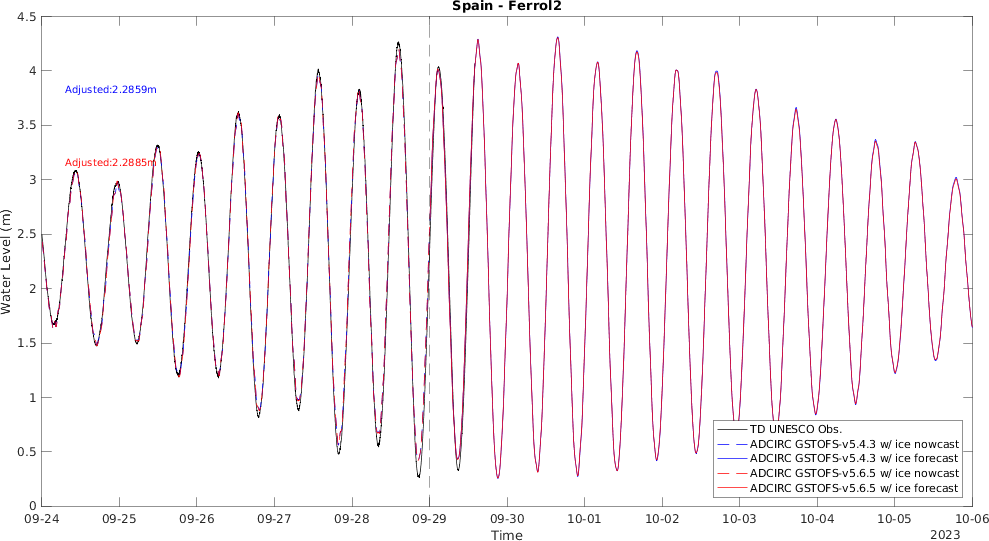 Spain - Ferrol2
4.5
4
3.5
3
2.5
2
1.5
1
0.5
0
Water Level (m)
Adjusted:2.2859m
Adjusted:2.2885m
TD UNESCO Obs.
ADCIRC GSTOFS-v5.4.3 w/ ice nowcast
ADCIRC GSTOFS-v5.4.3 w/ ice forecast
ADCIRC GSTOFS-v5.6.5 w/ ice nowcast
ADCIRC GSTOFS-v5.6.5 w/ ice forecast
09-24 09-25 09-26 09-27 09-28 09-29 09-30 10-01 10-02 10-03 10-04 10-05 10-06
Time
2023